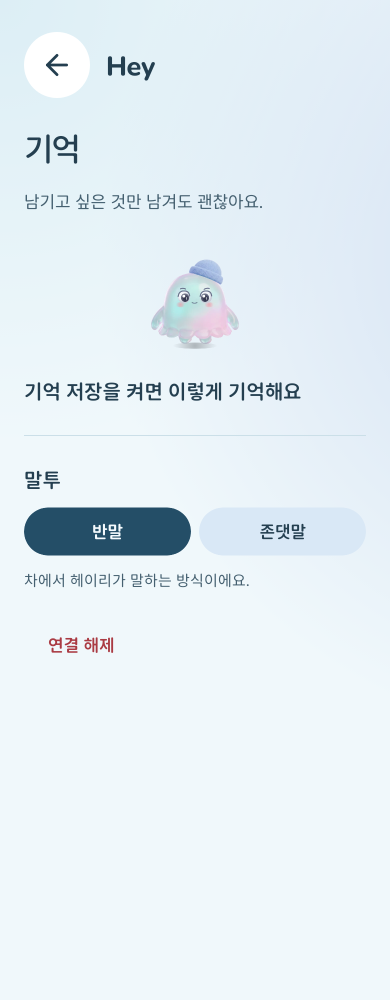 Hey
기억
남기고 싶은 것만 남겨도 괜찮아요.
기억 저장을 켜면 이렇게 기억해요
말투
반말
존댓말
차에서 헤이리가 말하는 방식이에요.
연결 해제